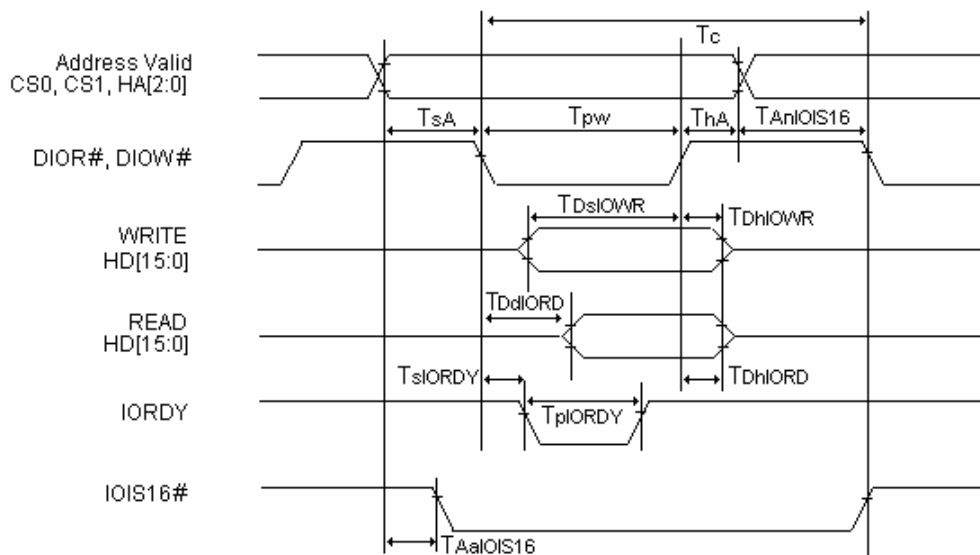 Tc
Address Valid
CS0, CS1, HA[2:0]
TsA
Tpw
ThA
TAnIOIS16
DIOR#, DIOW#
TDsIOWR
TDhIOWR
WRITE
HD[15:0]
TDdIORD
READ
HD[15:0]
TsIORDY
TDhIORD
IORDY
TpIORDY
IOIS16#
TAaIOIS16